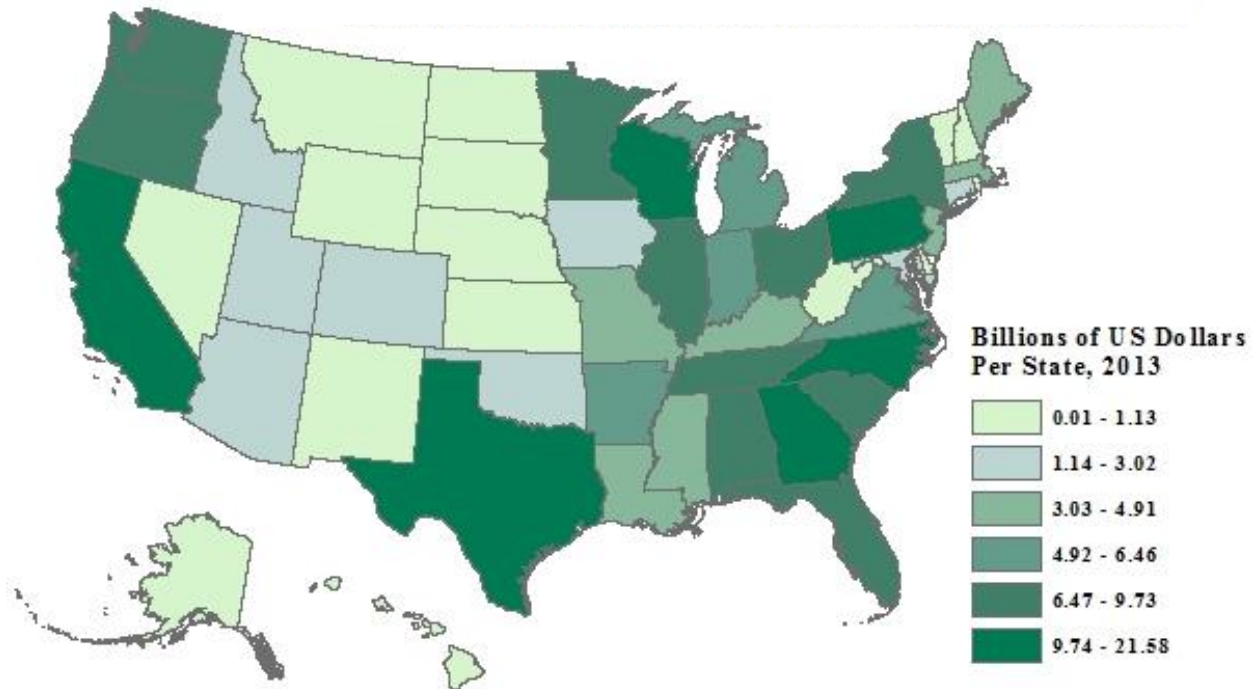 Billions of US Dollars
Per State, 2013
0.01 - 1.13
1.14 - 3.02
3.03 - 4.91
4.92 - 6.46
6.47 - 9.73
9.74 - 21.58